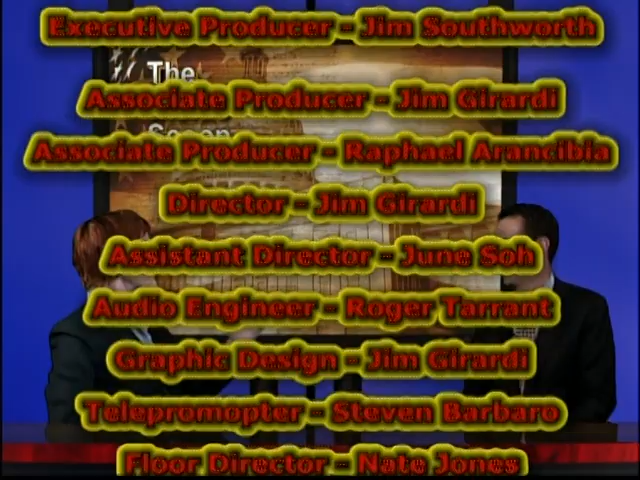 Executive Producer - Jim Southworth
The
Associate Producer - Jim Girardi
Associate Producer - Raphael Arancibia
Director - Jim Girardi
Assistant Director - June Soh
Audio Engineer - Roger Tarrant
Graphic Design - Jim Girardi
Telepromopter - Steven Barbaro
Floor Director - Nate Jones